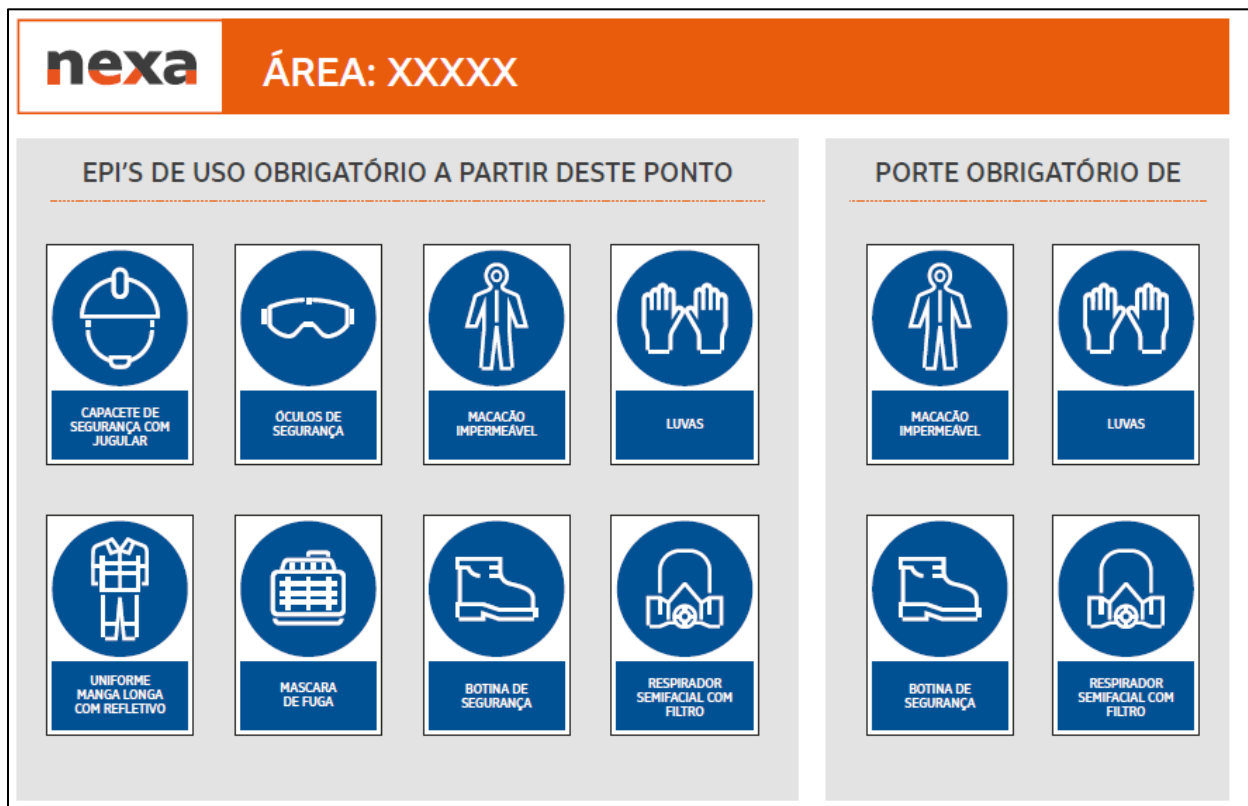 nexa
ÁREA: XXXXX
EPI'S DE USO OBRIGATÓRIO A PARTIR DESTE PONTO
CAPACETE DE
SEGURANÇA COM
JUGULAR
ÓCULOS DE
SEGURANÇA
MACACÃO
IMPERMEÁVEL
LUVAS
UNIFORME
MANGA LONGA
COM REFLETIVO
MASCARA
DE FUGA
BOTINA DE
SEGURANÇA
RESPIRADOR
SEMIFACIAL COM
FILTRO
PORTE OBRIGATÓRIO DE
MACACÃO
IMPERMEÁVEL
LUVAS
BOTINA DE
SEGURANÇA
RESPIRADOR
SEMIFACIAL COM
FILTRO